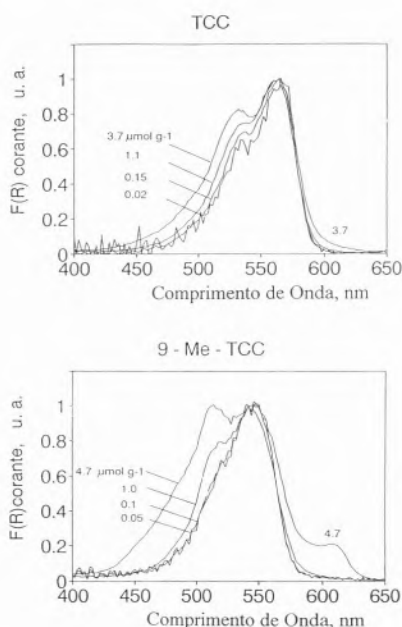 TCC
F(R) corante, u. a.
1
0.8
0.6
0.4
0.2
0
3.7 µmol g-1
1.1
0.15
0.02
3.7
400 450 500 550 600 650
Comprimento de Onda, nm
9 - Me - TCC
F(R)corante, u. a.
1
0.8
0.6
0.4
0.2
0
4.7 µmol g-1
1.0
0.1
0.05
4.7
400 450 500 550 600 650
Comprimento de Onda, nm